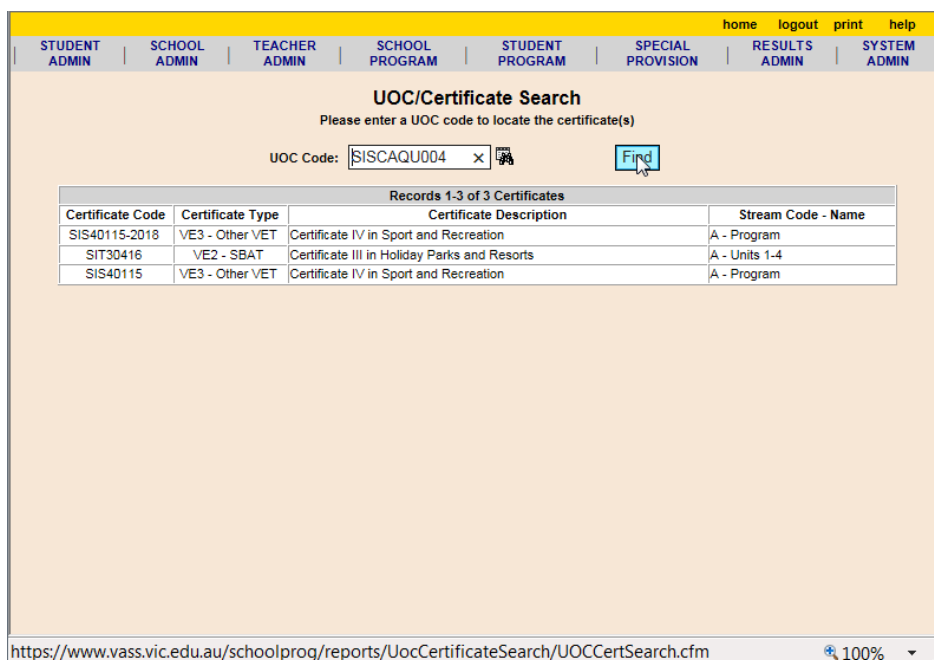 home logout print help
STUDENT ADMIN | SCHOOL ADMIN | TEACHER ADMIN | SCHOOL PROGRAM | STUDENT PROGRAM | SPECIAL PROVISION | RESULTS ADMIN | SYSTEM ADMIN
UOC/Certificate Search
Please enter a UOC code to locate the certificate(s)
UOC Code: SISCAQU004 × Find
Records 1-3 of 3 Certificates
Certificate Code Certificate Type Certificate Description Stream Code - Name
SIS40115-2018 VE3 - Other VET Certificate IV in Sport and Recreation A - Program
SIT30416 VE2 - SBAT Certificate III in Holiday Parks and Resorts A - Units 1-4
SIS40115 VE3 - Other VET Certificate IV in Sport and Recreation A - Program
https://www.vass.vic.edu.au/schoolprog/reports/UocCertificateSearch/UOCCertSearch.cfm 100%